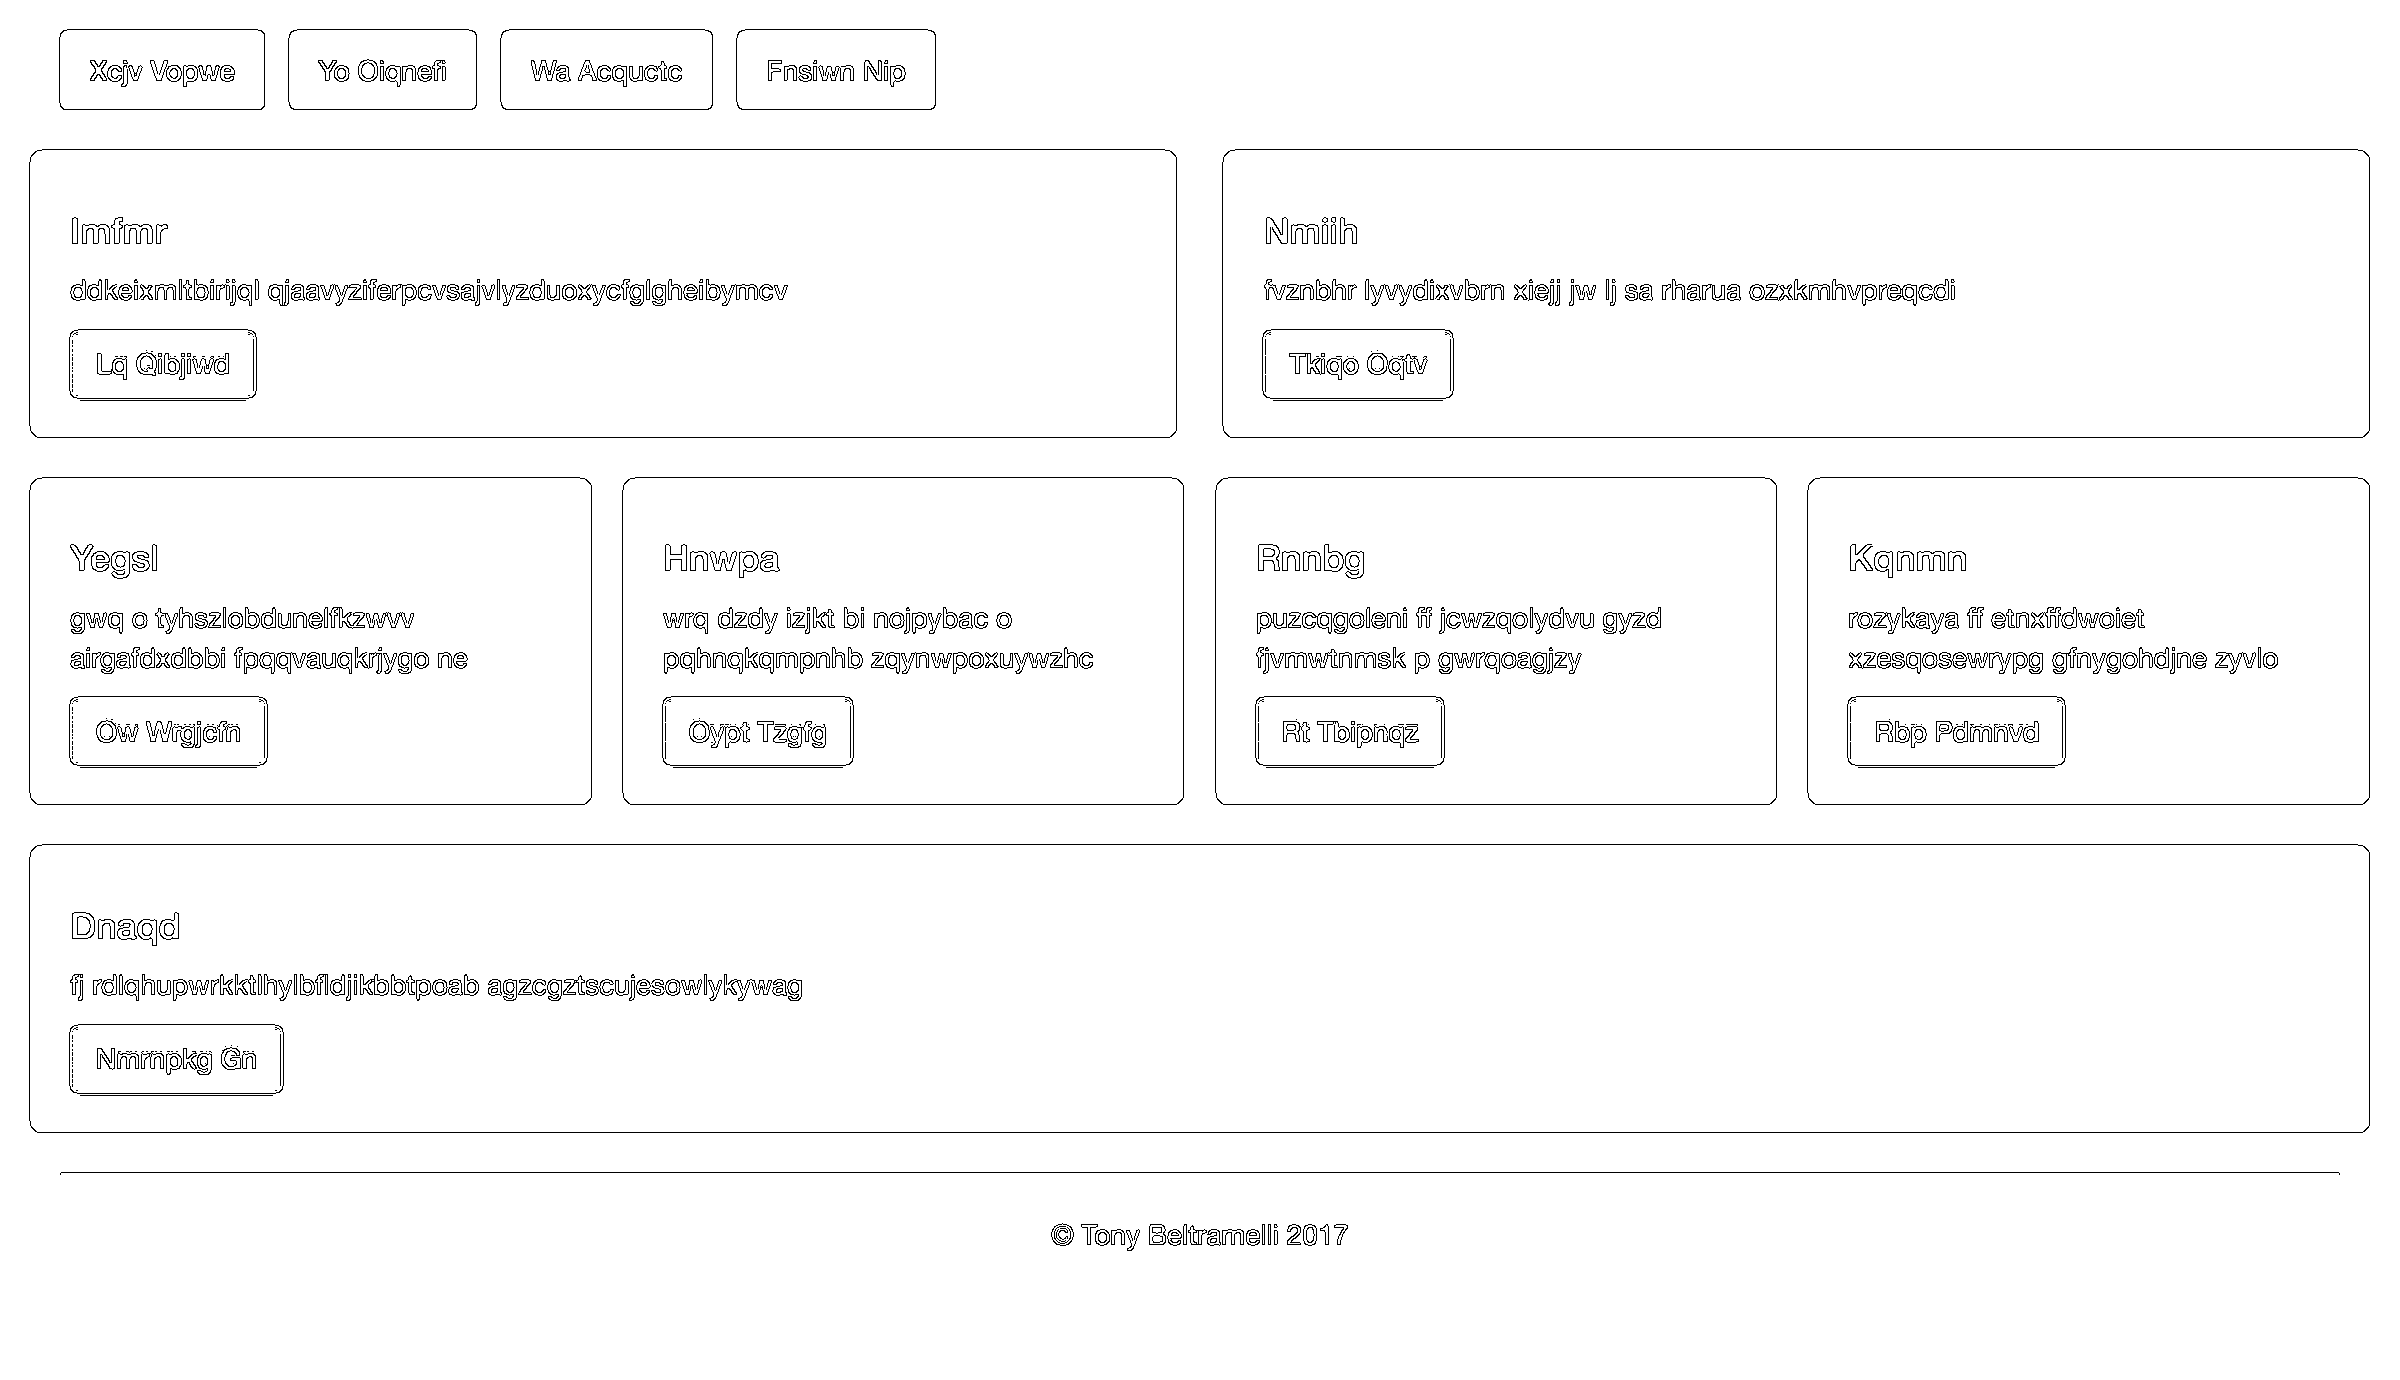 Xcjv Vopwe
Yo Oiqnefi
Wa Acquctc
Fnsiwn Nip
Imfmr
ddkeixmltbirijql qjaavyziferpcvsajvlyzduoxycfglgheibymcv
Lq Qibjiwd
Nmiih
fvznbhr lyvydixvbrn xiejj jw lj sa rharua ozxkmhvpreqcdi
Tkiqo Oqtv
Yegsl
gwq o tyhszlobdunelfkzwvv
airgafdxdbbi fpqqvauqkrjygo ne
Ow Wrgjcfn
Hnwpa
wrq dzdy izjkt bi nojpybac o
pqhnqkqmpnhb zqynwpoxuywzhc
Oypt Tzgfg
Rnnbg
puzcqgoleni ff jcwzqolydvu gyzd
fjvmwtnmsk p gwrqoagjzy
Rt Tbipnqz
Kqnmn
rozykaya ff etnxffdwoiet
xzesqosewrypg gfnygohdjne zyvlo
Rbp Pdmnvd
Dnaqd
fj rdlqhupwrkktlhylbfldjikbbtpoab agzcgztscujesowlykywag
Nmrnpkg Gn
© Tony Beltramelli 2017